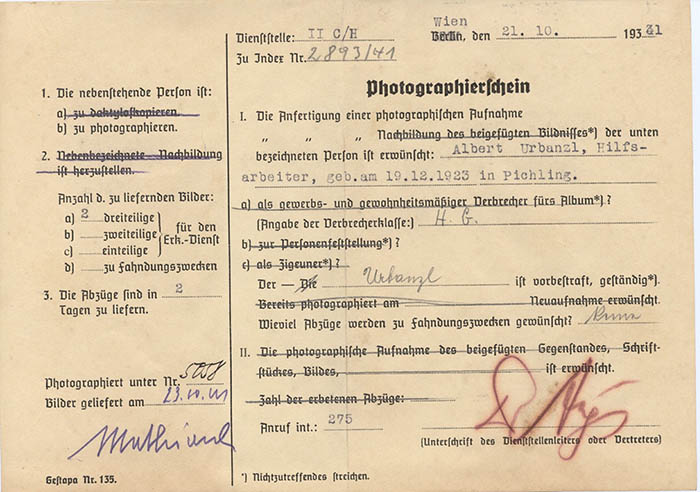 Dienststelle: II C/H
Wien
Berlin, den 21. 10. 1931
Zu Index Nr. 2893/41
Photographierschein
1. Die nebenstehende Person ist:
a) zu daktyloskopieren.
b) zu photographieren.
2. Nebenbezeichnete Nachbildung
ist herzustellen.
Anzahl d. zu liefernden Bilder:
a) 2 dreiteilige
b) zweiteilige
c) einteilige
für den
Erk.-Dienst
d) zu Fahndungszwecken
3. Die Abzüge sind in 2
Tagen zu liefern.
Photographiert unter Nr.
Bilder geliefert am 23.10.41
Gestapa Nr. 135.
I. Die Anfertigung einer photographischen Aufnahme
„ „ „ Nachbildung des beigefügten Bildnisses*) der unten
bezeichneten Person ist erwünscht: Albert Urbanzl, Hilfs-
arbeiter, geb.am 19.12.1923 in Pichling.
a) als gewerbs- und gewohnheitsmäßiger Verbrecher fürs Album*)?
(Angabe der Verbrecherklasse:) H. G.
b) zur Personenfeststellung*)?
c) als Zigeuner*)?
Der — Die Urbanzl ist vorbestraft, geständig*).
Bereits photographiert am Neuaufnahme erwünscht.
Wieviel Abzüge werden zu Fahndungszwecken gewünscht?
II. Die photographische Aufnahme des beigefügten Gegenstandes, Schrift-
stückes, Bildes, ist erwünscht.
Zahl der erbetenen Abzüge:
Anruf int.: 275
(Unterschrift des Dienststellenleiters oder Vertreters)
*) Nichtzutreffendes streichen.